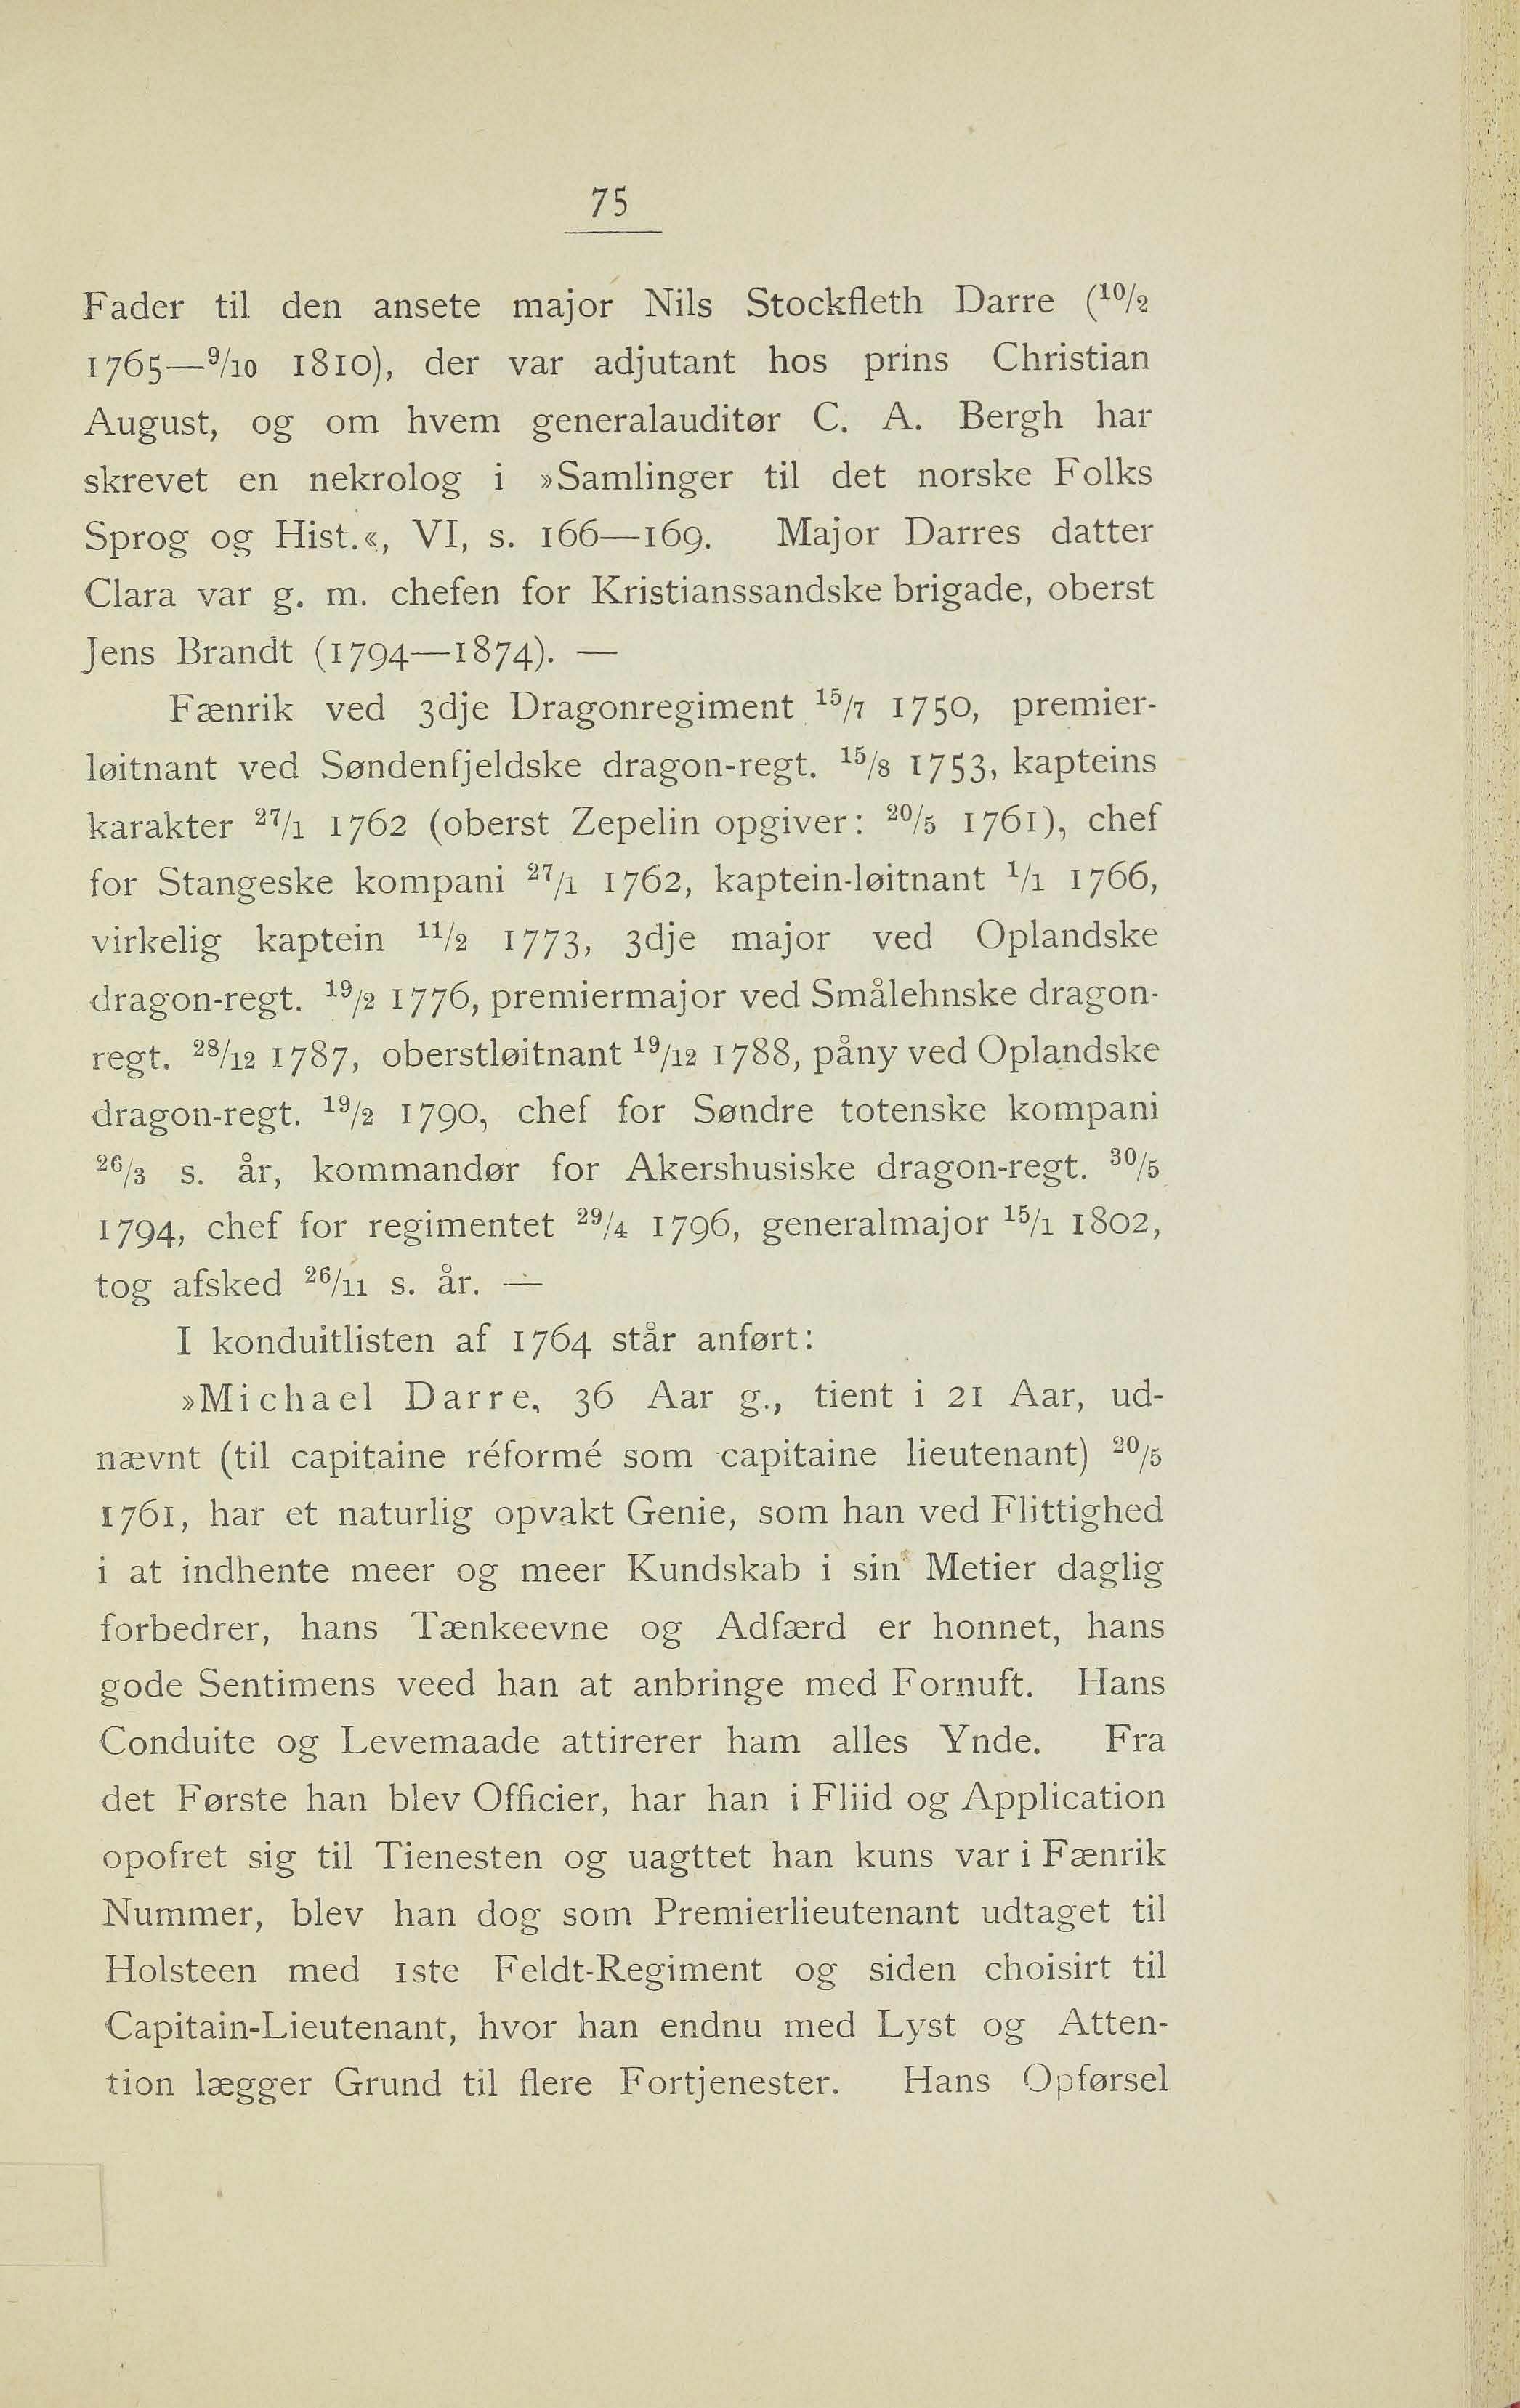 75
Fader til den ansete major Nils Stockfleth Darre (10/2
1765—9/10 1810), der var adjutant hos prins Christian
August, og om hvem generalauditør C. A. Bergh har
skrevet en nekrolog i »Samlinger til det norske Folks
Sprog og Hist.«, VI, s. 166—169. Major Darres datter
Clara var g. m. chefen for Kristianssandske brigade, oberst
Jens Brandt (1794—1874). —
Fænrik ved 3dje Dragonregiment 15/7 1750, premier-
løitnant ved Søndenfjeldske dragon-regt. 15/8 1753, kapteins
karakter 27/1 1762 (oberst Zepelin opgiver: 20/5 1761), chef
for Stangeske kompani 27/1 1762, kaptein-løitnant 1/1 1766,
virkelig kaptein 11/2 1773, 3dje major ved Oplandske
dragon-regt. 19/2 1776, premiermajor ved Smålehnske dragon-
regt. 28/12 1787, oberstløitnant 19/12 1788, påny ved Oplandske
dragon-regt. 19/2 1790, chef for Søndre totenske kompani
26/3 s. år, kommandør for Akershusiske dragon-regt. 30/5
1794, chef for regimentet 29/4 1796, generalmajor 15/1 1802,
tog afsked 26/11 s. år. —
I konduitlisten af 1764 står anført:
»Michael Darre, 36 Aar g., tient i 21 Aar, ud-
nævnt (til capitaine réformé som capitaine lieutenant) 20/5
1761, har et naturlig opvakt Genie, som han ved Flittighed
i at indhente meer og meer Kundskab i sin Metier daglig
forbedrer, hans Tænkeevne og Adfærd er honnet, hans
gode Sentimens veed han at anbringe med Fornuft. Hans
Conduite og Levemaade attirerer ham alles Ynde. Fra
det Første han blev Officier, har han i Fliid og Application
opofret sig til Tienesten og uagttet han kuns var i Fænrik
Nummer, blev han dog som Premierlieutenant udtaget til
Holsteen med 1ste Feldt-Regiment og siden choisirt til
Capitain-Lieutenant, hvor han endnu med Lyst og Atten-
tion lægger Grund til flere Fortjenester. Hans Opførsel